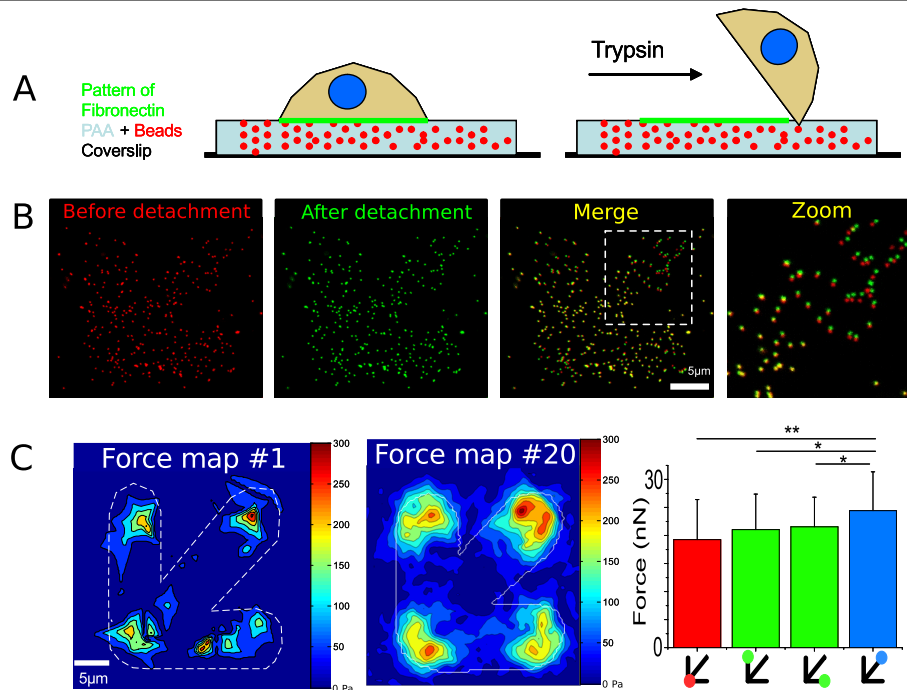 A
Pattern of
Fibronectin
PAA + Beads
Coverslip
Trypsin
B
Before detachment
After detachment
Merge
5µm
Zoom
C
Force map #1
5µm
300
250
200
150
100
50
0 Pa
Force map #20
300
250
200
150
100
50
0 Pa
Force (nN)
30
0
**
*
*